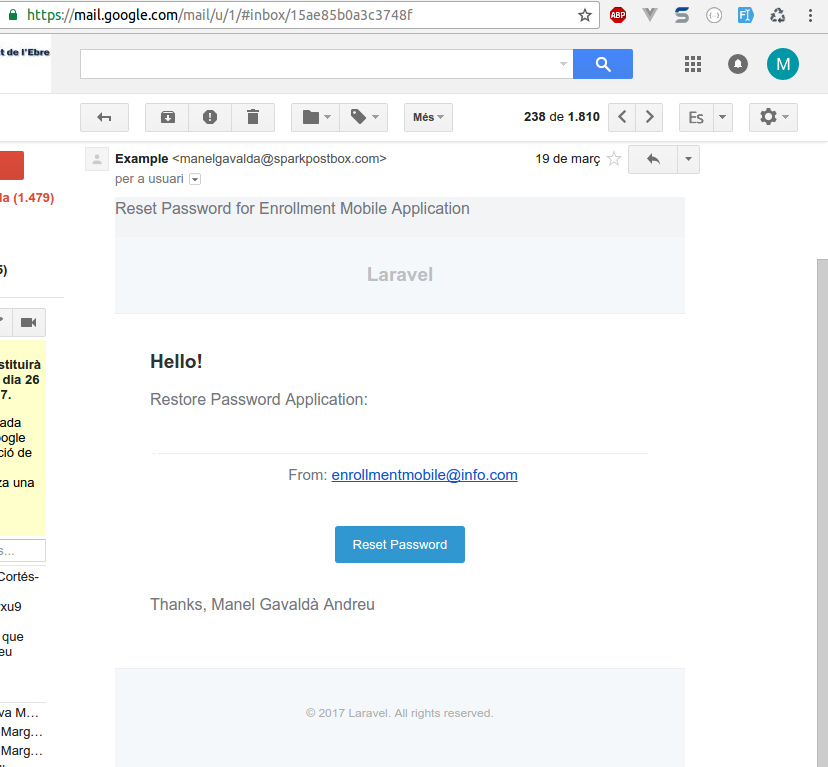 https://mail.google.com/mail/u/1/#inbox/15ae85b0a3c3748f
ABP
t de l'Ebre
M
Més
238 de 1.810
Es
Example <manelgavalda@sparkpostbox.com>
19 de març
per a usuari
la (1.479)
5)
Reset Password for Enrollment Mobile Application
Laravel
stituirà
dia 26
7.
ada
oogle
ció de
za una
Hello!
Restore Password Application:
From: enrollmentmobile@info.com
Reset Password
s...
Cortés-
xu9
que
eu
Thanks, Manel Gavaldà Andreu
va M...
Marg...
Marg...
© 2017 Laravel. All rights reserved.